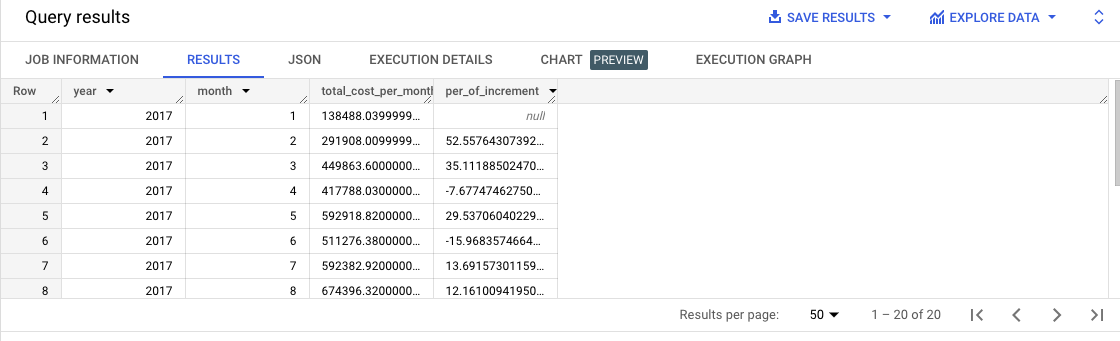 Query results SAVE RESULTS EXPLORE DATA
JOB INFORMATION RESULTS JSON EXECUTION DETAILS CHART PREVIEW EXECUTION GRAPH
Row year month total_cost_per_month per_of_increment
1 2017 1 138488.0399999... null
2 2017 2 291908.0099999... 52.55764307392...
3 2017 3 449863.6000000... 35.11188502470...
4 2017 4 417788.0300000... -7.67747462750...
5 2017 5 592918.8200000... 29.53706040229...
6 2017 6 511276.3800000... -15.9683574664...
7 2017 7 592382.9200000... 13.69157301159...
8 2017 8 674396.3200000... 12.16100941950...
Results per page: 50 1 – 20 of 20